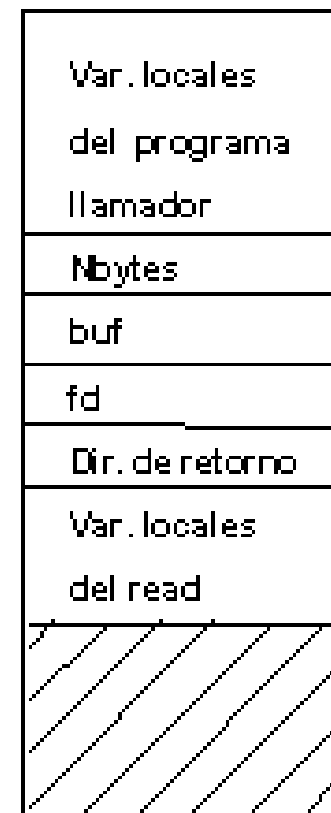 Var. locales
del programa
llamador
Nbytes
buf
fd
Dir. de retorno
Var. locales
del read